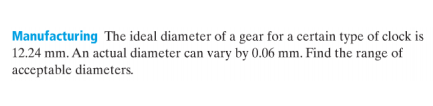 Manufacturing The ideal diameter of a gear for a certain type of clock is
12.24 mm. An actual diameter can vary by 0.06 mm. Find the range of
acceptable diameters.